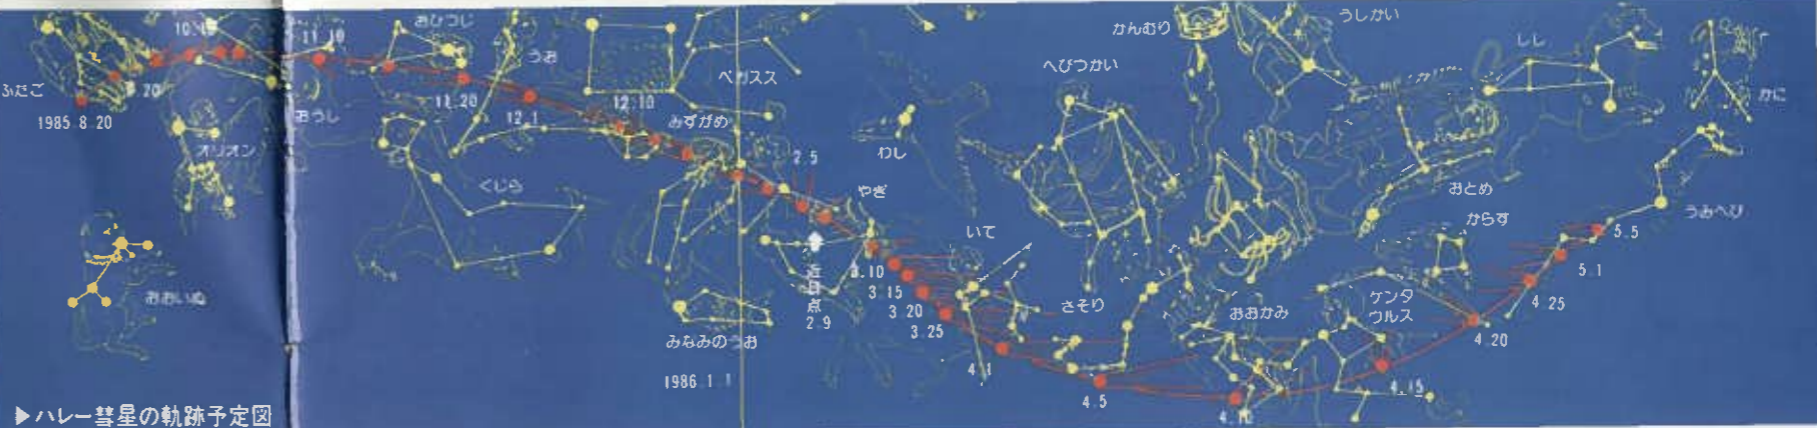 ふたご
1985.8.20
10.10
11.10
オリオン
おおいぬ
おうし
おひつじ
11.20
うお
12.1
くじら
12.10
ペガスス
みずがめ
みなみのうお
1986.1.1
2.5
やぎ
近日点
2.9
わし
3.10
3.15
3.20
3.25
いて
4.1
へびつかい
さそり
4.5
かんむり
おおかみ
4.10
うしかい
ケンタ
ウルス
4.15
おとめ
からす
4.20
4.25
5.1
5.5
しし
かに
うみへび
▶ハレー彗星の軌跡予定図